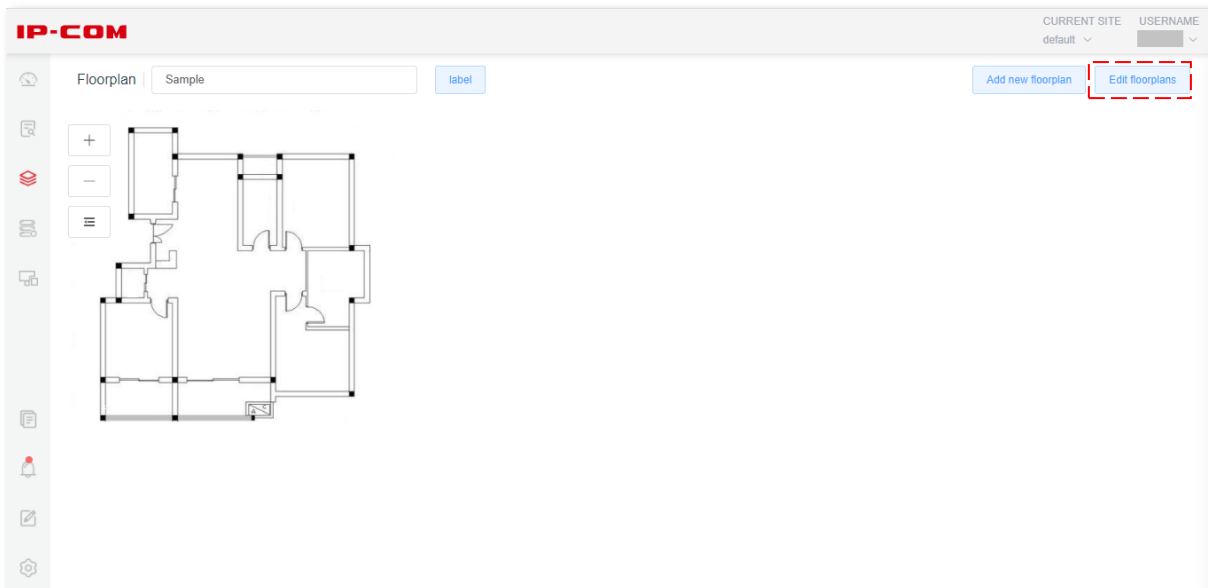 IP-COM
CURRENT SITE USERNAME
default
Floorplan Sample label Add new floorplan Edit floorplans